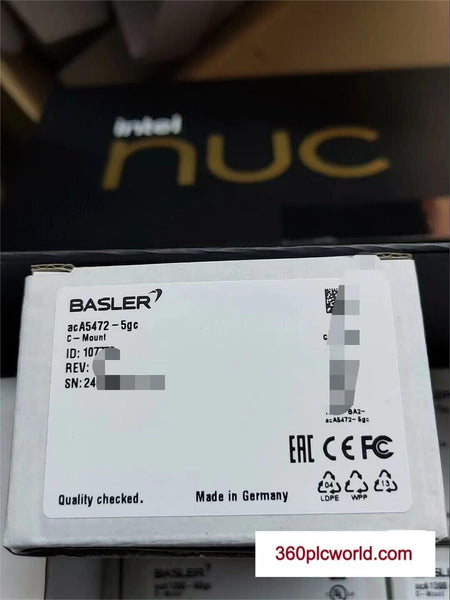 intel
nuc
BASLER
acA5472-5gc
C-Mount
ID: 107
REV:
SN: 24
BA2-
acA5472-5gc
EAC CE FC
04 LDPE
WPP
13
Quality checked.
Made in Germany
360plcworld.com
BASLER
BASLER